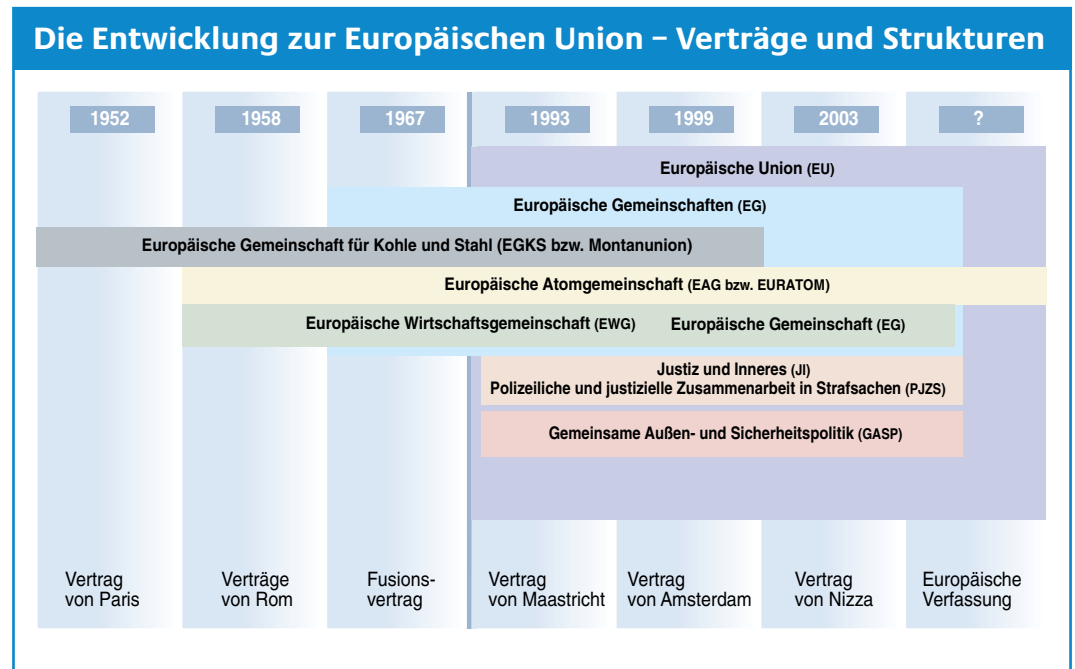 Die Entwicklung zur Europäischen Union – Verträge und Strukturen
1952 1958 1967 1993 1999 2003 ?
Europäische Union (EU)
Europäische Gemeinschaften (EG)
Europäische Gemeinschaft für Kohle und Stahl (EGKS bzw. Montanunion)
Europäische Atomgemeinschaft (EAG bzw. EURATOM)
Europäische Wirtschaftsgemeinschaft (EWG) Europäische Gemeinschaft (EG)
Justiz und Inneres (JI)
Polizeiliche und justizielle Zusammenarbeit in Strafsachen (PJZS)
Gemeinsame Außen- und Sicherheitspolitik (GASP)
Vertrag
von Paris
Verträge
von Rom
Fusions-
vertrag
Vertrag
von Maastricht
Vertrag
von Amsterdam
Vertrag
von Nizza
Europäische
Verfassung